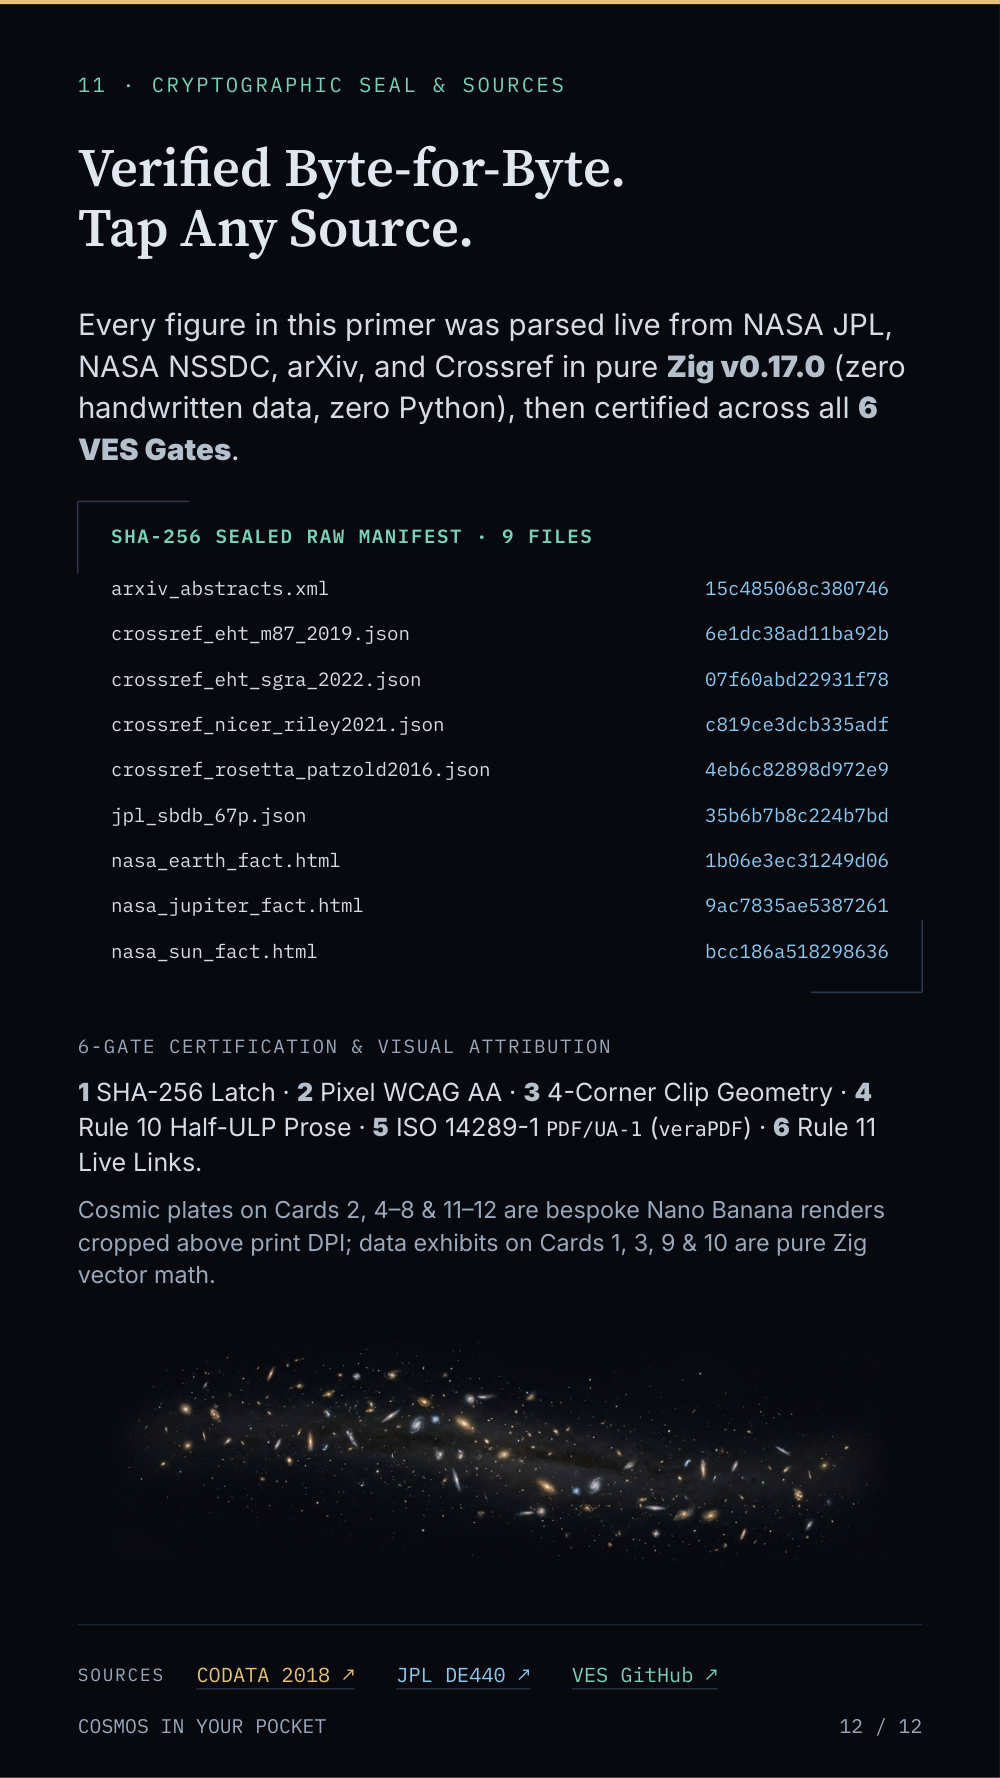 11 · CRYPTOGRAPHIC SEAL & SOURCES
Verified Byte-for-Byte.
Tap Any Source.
Every figure in this primer was parsed live from NASA JPL,
NASA NSSDC, arXiv, and Crossref in pure Zig v0.17.0 (zero
handwritten data, zero Python), then certified across all 6
VES Gates.
SHA-256 SEALED RAW MANIFEST · 9 FILES
arxiv_abstracts.xml 15c485068c380746
crossref_eht_m87_2019.json 6e1dc38ad11ba92b
crossref_eht_sgra_2022.json 07f60abd22931f78
crossref_nicer_riley2021.json c819ce3dcb335adf
crossref_rosetta_patzold2016.json 4eb6c82898d972e9
jpl_sbdb_67p.json 35b6b7b8c224b7bd
nasa_earth_fact.html 1b06e3ec31249d06
nasa_jupiter_fact.html 9ac7835ae5387261
nasa_sun_fact.html bcc186a518298636
6-GATE CERTIFICATION & VISUAL ATTRIBUTION
1 SHA-256 Latch · 2 Pixel WCAG AA · 3 4-Corner Clip Geometry · 4
Rule 10 Half-ULP Prose · 5 ISO 14289-1 PDF/UA-1 (veraPDF) · 6 Rule 11
Live Links.
Cosmic plates on Cards 2, 4–8 & 11–12 are bespoke Nano Banana renders
cropped above print DPI; data exhibits on Cards 1, 3, 9 & 10 are pure Zig
vector math.
SOURCES CODATA 2018 ↗ JPL DE440 ↗ VES GitHub ↗
COSMOS IN YOUR POCKET 12 / 12